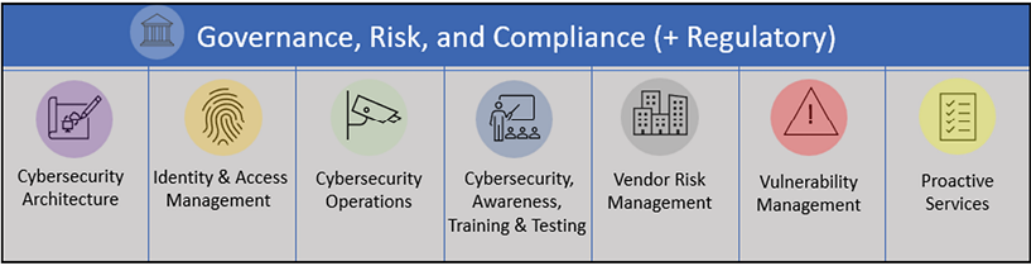 Governance, Risk, and Compliance (+ Regulatory)
Cybersecurity
Architecture
Identity & Access
Management
Cybersecurity
Operations
Cybersecurity,
Awareness,
Training & Testing
Vendor Risk
Management
Vulnerability
Management
Proactive
Services